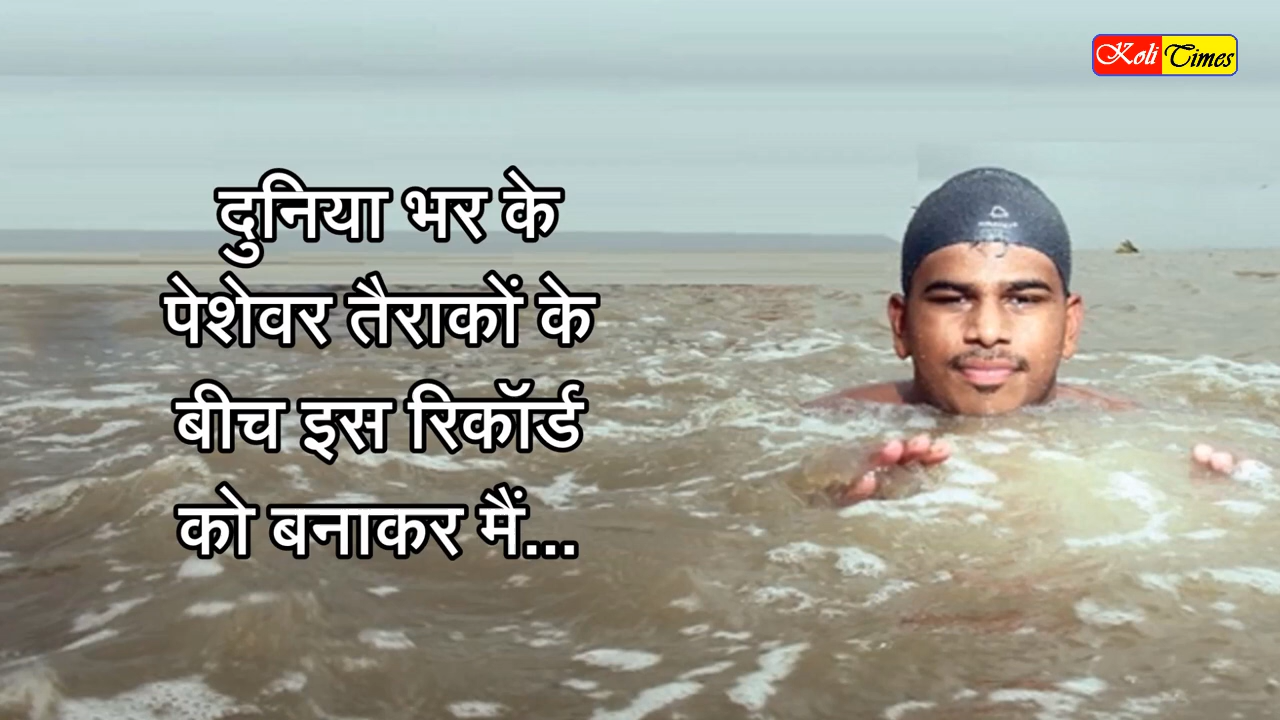 Koli Times
दुनिया भर के
पेशेवर तैराकों के
बीच इस रिकॉर्ड
को बनाकर मैं...